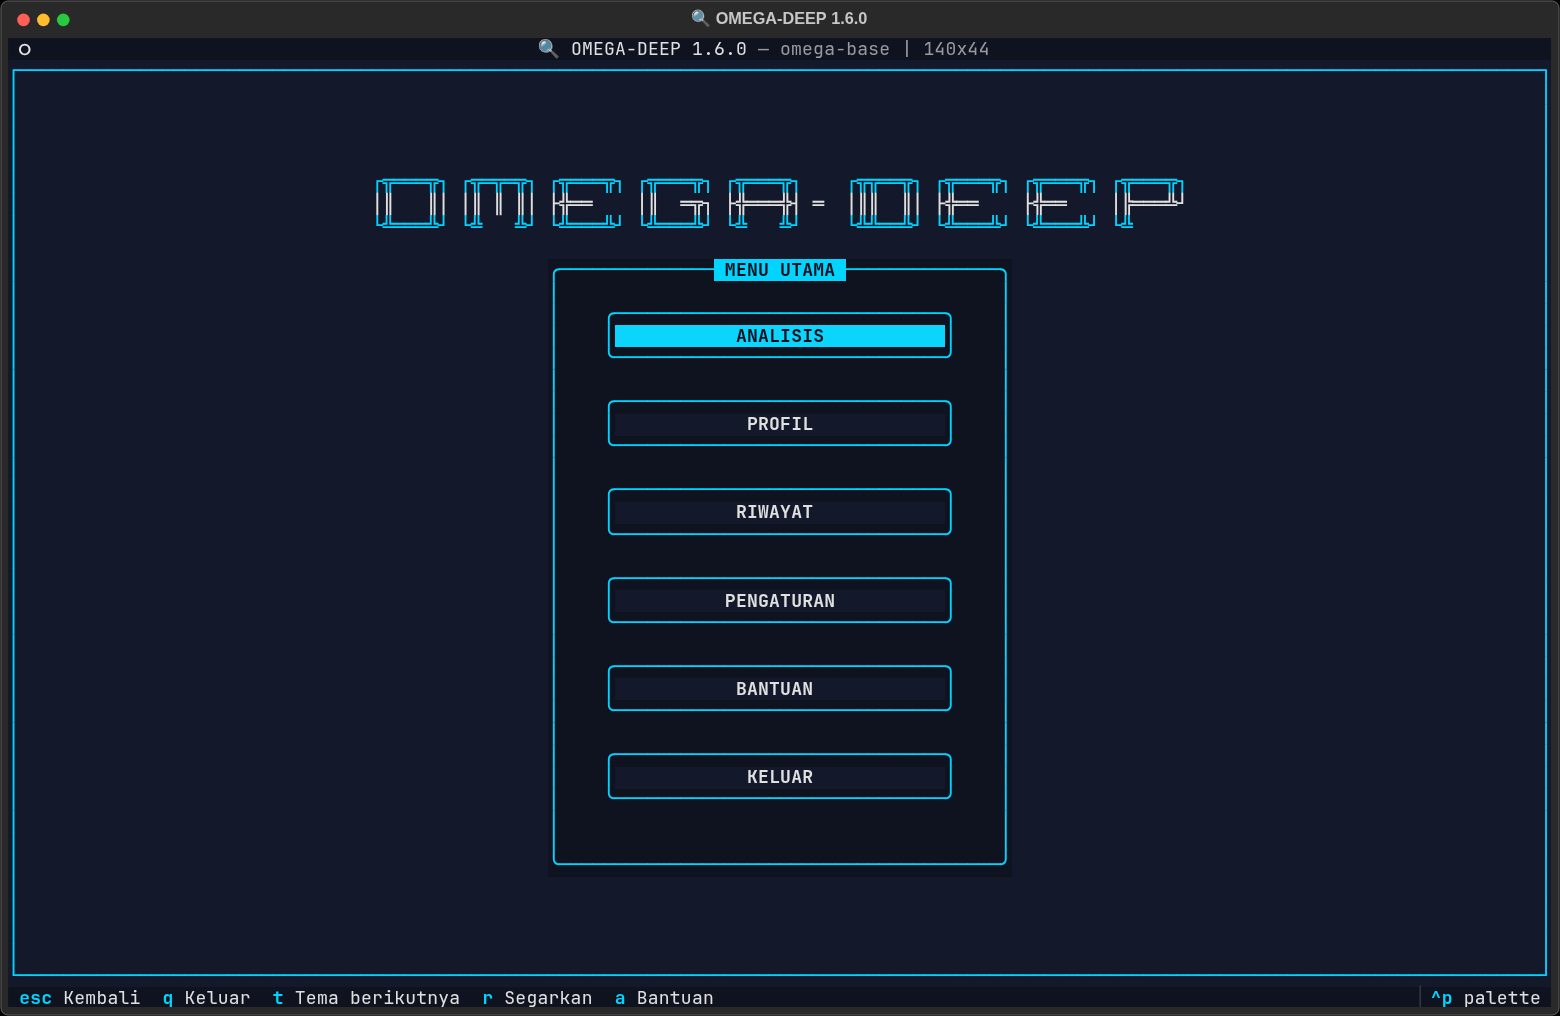 🔍 OMEGA-DEEP 1.6.0
🔍 OMEGA-DEEP 1.6.0 — omega-base | 140x44
OMEGA-DEEP
MENU UTAMA
ANALISIS
PROFIL
RIWAYAT
PENGATURAN
BANTUAN
KELUAR
esc Kembali q Keluar t Tema berikutnya r Segarkan a Bantuan ^p palette